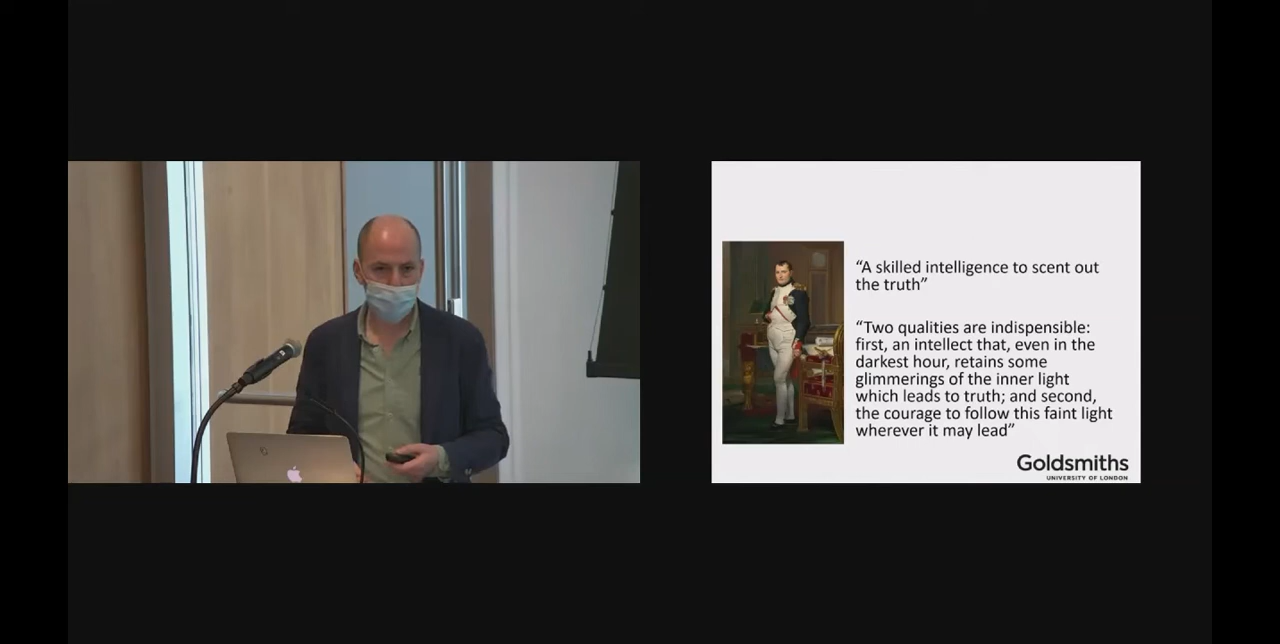 “A skilled intelligence to scent out
the truth”
“Two qualities are indispensible:
first, an intellect that, even in the
darkest hour, retains some
glimmerings of the inner light
which leads to truth; and second,
the courage to follow this faint light
wherever it may lead”
Goldsmiths
UNIVERSITY OF LONDON